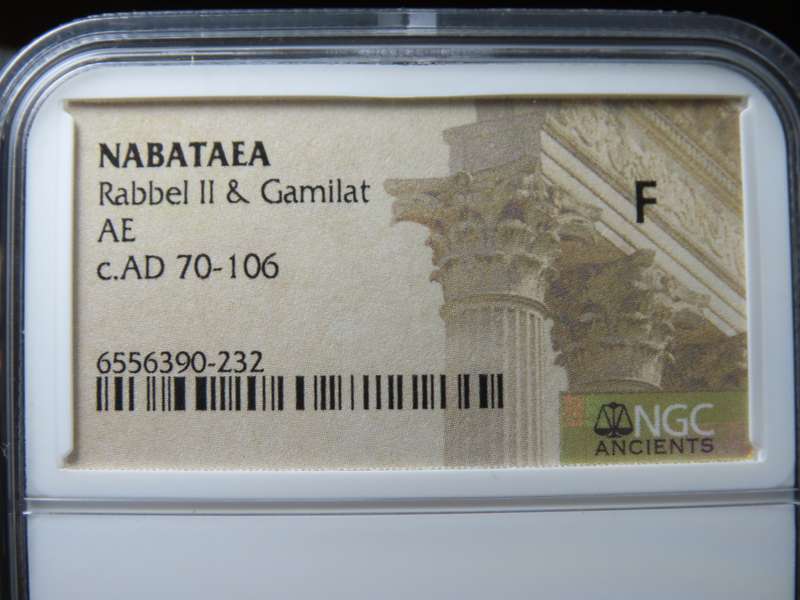 NABATAEA
Rabbel II & Gamilat
AE
c.AD 70-106
F
6556390-232
NGC
ANCIENTS